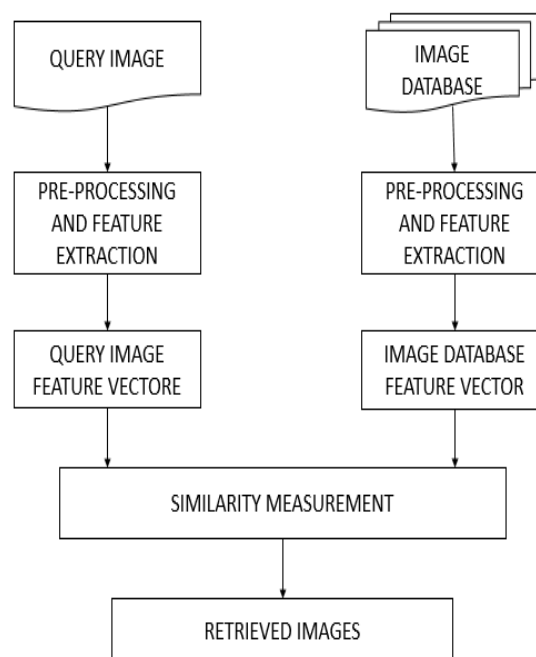 QUERY IMAGE
IMAGE
DATABASE
PRE-PROCESSING
AND FEATURE
EXTRACTION
PRE-PROCESSING
AND FEATURE
EXTRACTION
QUERY IMAGE
FEATURE VECTORE
IMAGE DATABASE
FEATURE VECTOR
SIMILARITY MEASUREMENT
RETRIEVED IMAGES